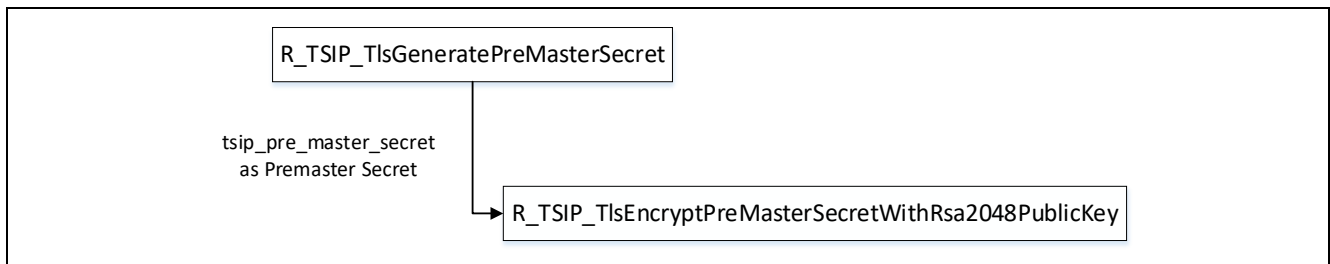 R_TSIP_TlsGeneratePreMasterSecret
tsip_pre_master_secret
as Premaster Secret
R_TSIP_TlsEncryptPreMasterSecretWithRsa2048PublicKey